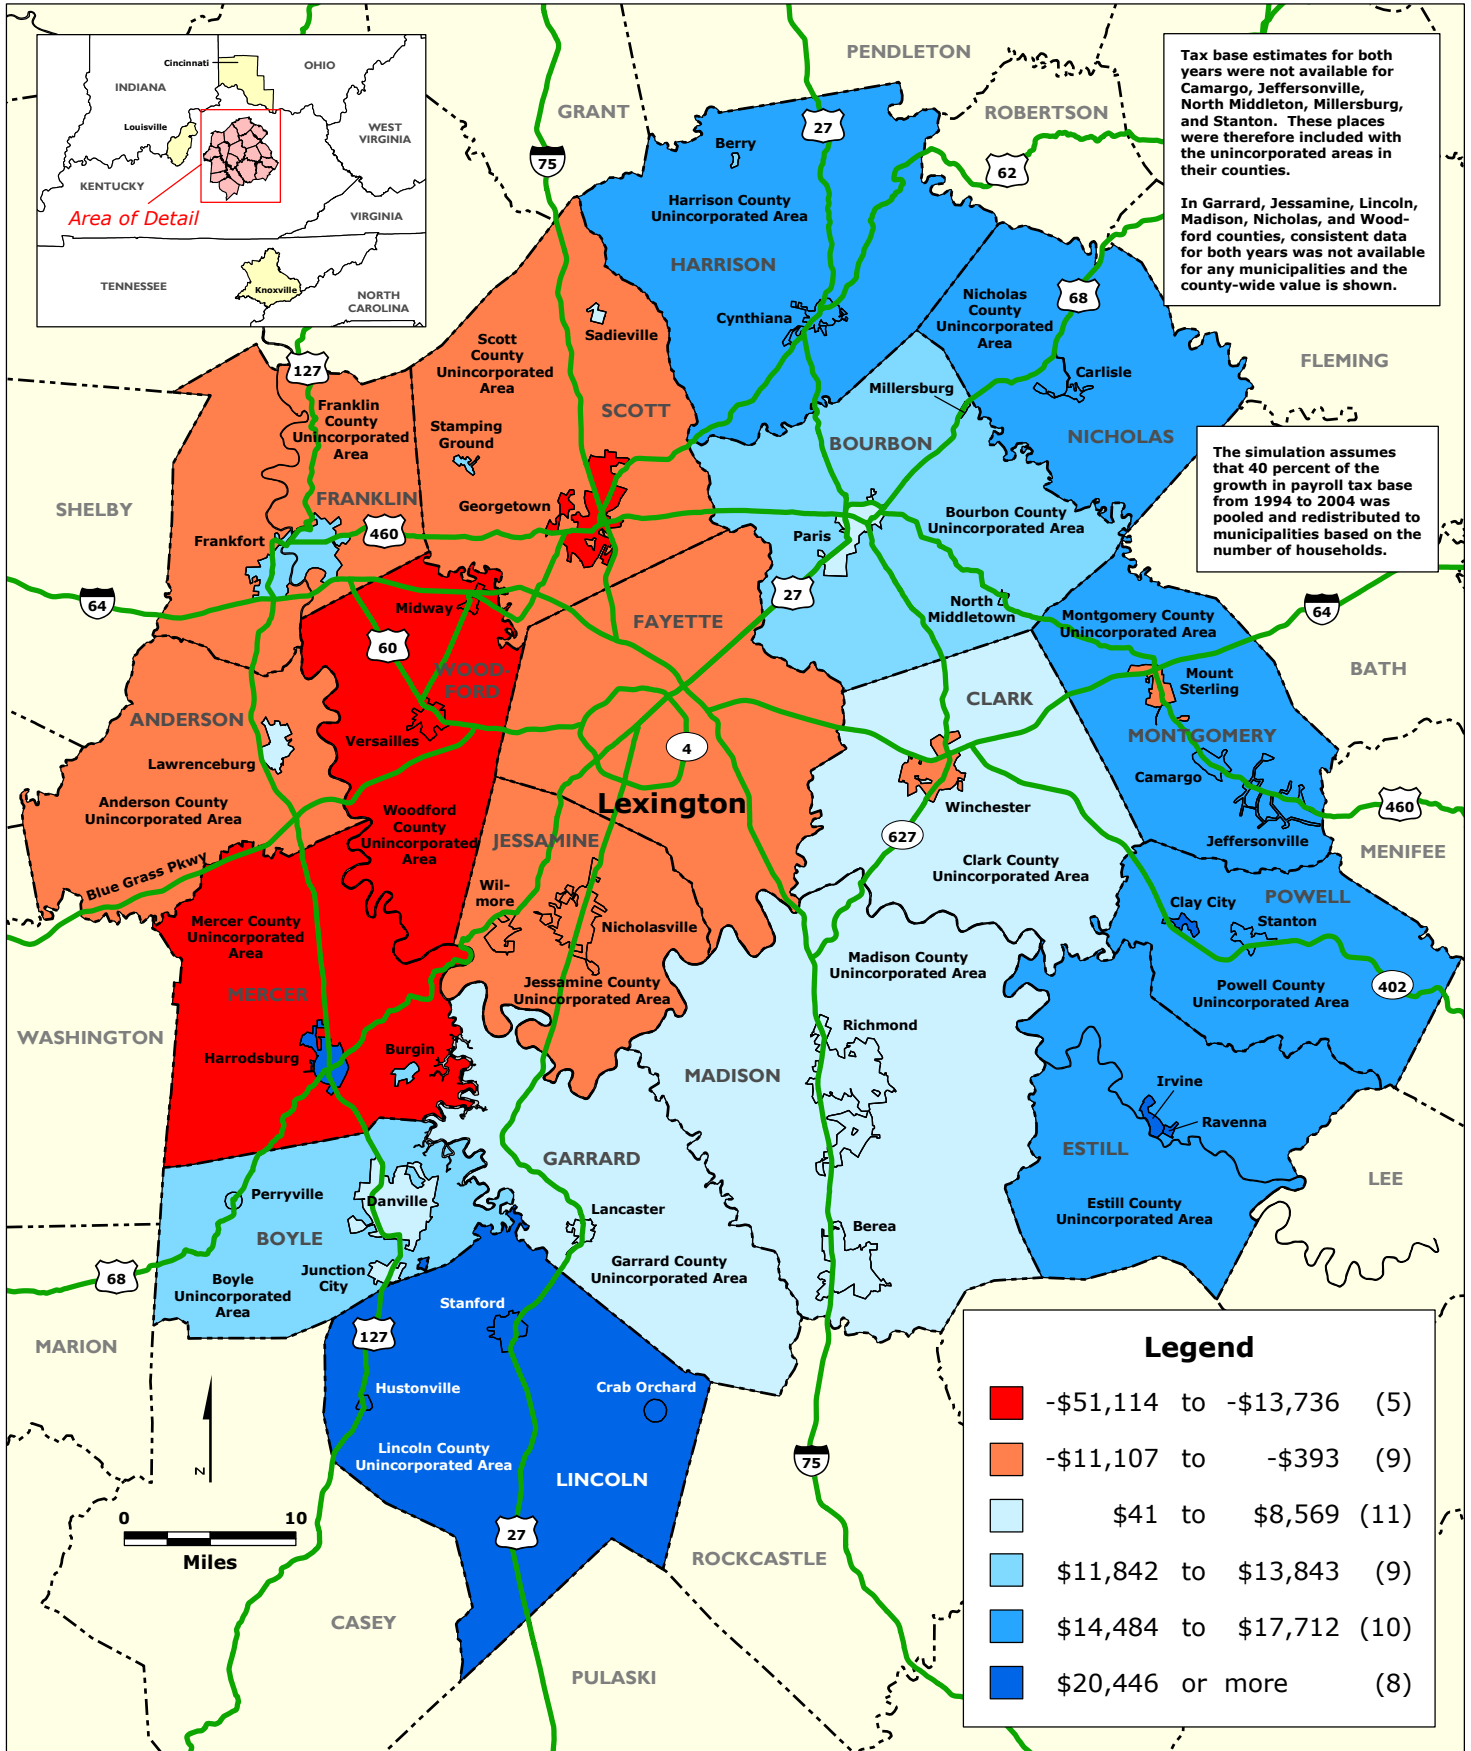 PENDLETON
GRANT
ROBERTSON
Cincinnati
OHIO
INDIANA
Louisville
WEST
VIRGINIA
KENTUCKY
Area of Detail
VIRGINIA
TENNESSEE
Knoxville
NORTH
CAROLINA
Tax base estimates for both
years were not available for
Camargo, Jeffersonville,
North Middleton, Millersburg,
and Stanton. These places
were therefore included with
the unincorporated areas in
their counties.
In Garrard, Jessamine, Lincoln,
Madison, Nicholas, and Wood-
ford counties, consistent data
for both years was not available
for any municipalities and the
county-wide value is shown.
27
75
62
Berry
Harrison County
Unincorporated Area
HARRISON
Cynthiana
Nicholas
County
Unincorporated
Area
68
Carlisle
NICHOLAS
FLEMING
Sadieville
Scott
County
Unincorporated
Area
SCOTT
Stamping
Ground
Georgetown
127
Franklin
County
Unincorporated
Area
FRANKLIN
460
Frankfort
SHELBY
64
Millersburg
BOURBON
Bourbon County
Unincorporated Area
Paris
27
North
Middletown
The simulation assumes
that 40 percent of the
growth in payroll tax base
from 1994 to 2004 was
pooled and redistributed to
municipalities based on the
number of households.
64
Montgomery County
Unincorporated Area
BATH
Mount
Sterling
MONTGOMERY
Camargo
Jeffersonville
460
MENIFEE
Midway
60
WOOD-
FORD
Versailles
Woodford
County
Unincorporated
Area
FAYETTE
4
Lexington
CLARK
Winchester
627
Clark County
Unincorporated Area
ANDERSON
Lawrenceburg
Anderson County
Unincorporated Area
Blue Grass Pkwy
JESSAMINE
Wil-
more
Nicholasville
Jessamine County
Unincorporated Area
Mercer County
Unincorporated
Area
MERCER
Harrodsburg
Burgin
WASHINGTON
POWELL
Clay City
Stanton
Powell County
Unincorporated Area
402
Madison County
Unincorporated Area
Richmond
MADISON
Berea
Irvine
Ravenna
ESTILL
Estill County
Unincorporated Area
LEE
GARRARD
Lancaster
Garrard County
Unincorporated Area
Perryville
Danville
BOYLE
Junction
City
Boyle
Unincorporated
Area
68
MARION
127
Stanford
Hustonville
Crab Orchard
Lincoln County
Unincorporated Area
LINCOLN
27
75
ROCKCASTLE
CASEY
PULASKI
N
0 10
Miles
Legend
-$51,114 to -$13,736 (5)
-$11,107 to -$393 (9)
$41 to $8,569 (11)
$11,842 to $13,843 (9)
$14,484 to $17,712 (10)
$20,446 or more (8)